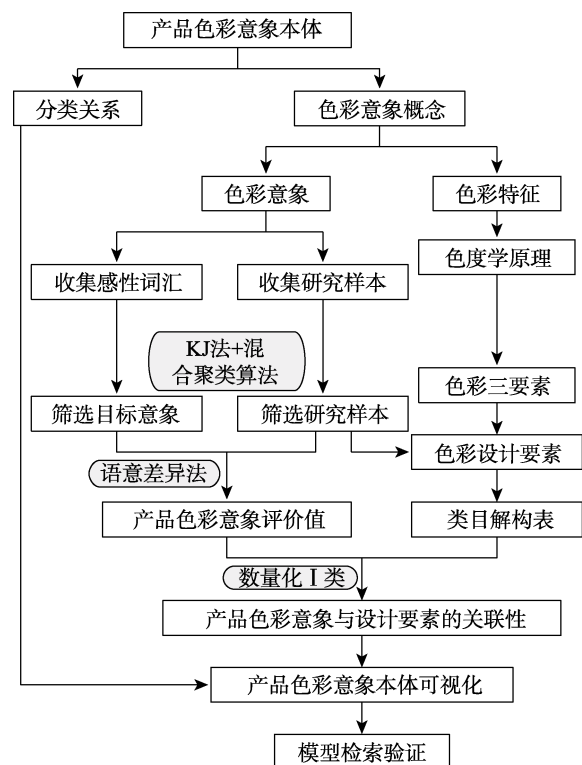 产品色彩意象本体
分类关系
色彩意象概念
色彩意象
色彩特征
收集感性词汇
收集研究样本
色度学原理
KJ法+混
合聚类算法
色彩三要素
筛选目标意象
筛选研究样本
色彩设计要素
语意差异法
产品色彩意象评价值
类目解构表
数量化Ⅰ类
产品色彩意象与设计要素的关联性
产品色彩意象本体可视化
模型检索验证